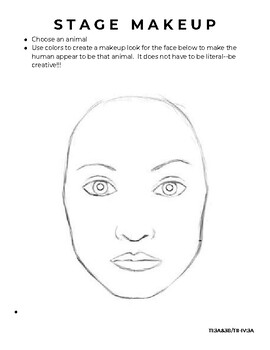 STAGE MAKEUP
● Choose an animal
● Use colors to create a makeup look for the face below to make the
human appear to be that animal. It does not have to be literal--be
creative!!!
●